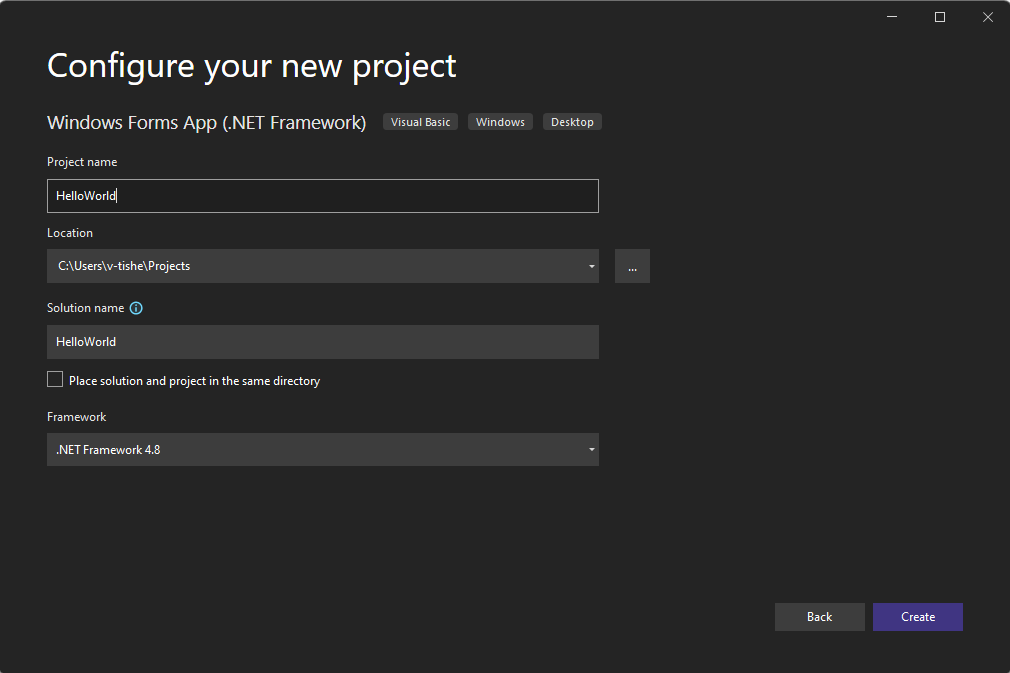 Configure your new project
Windows Forms App (.NET Framework) Visual Basic Windows Desktop
Project name
HelloWorld
Location
C:\Users\v-tishe\Projects ...
Solution name
HelloWorld
Place solution and project in the same directory
Framework
.NET Framework 4.8
Back Create